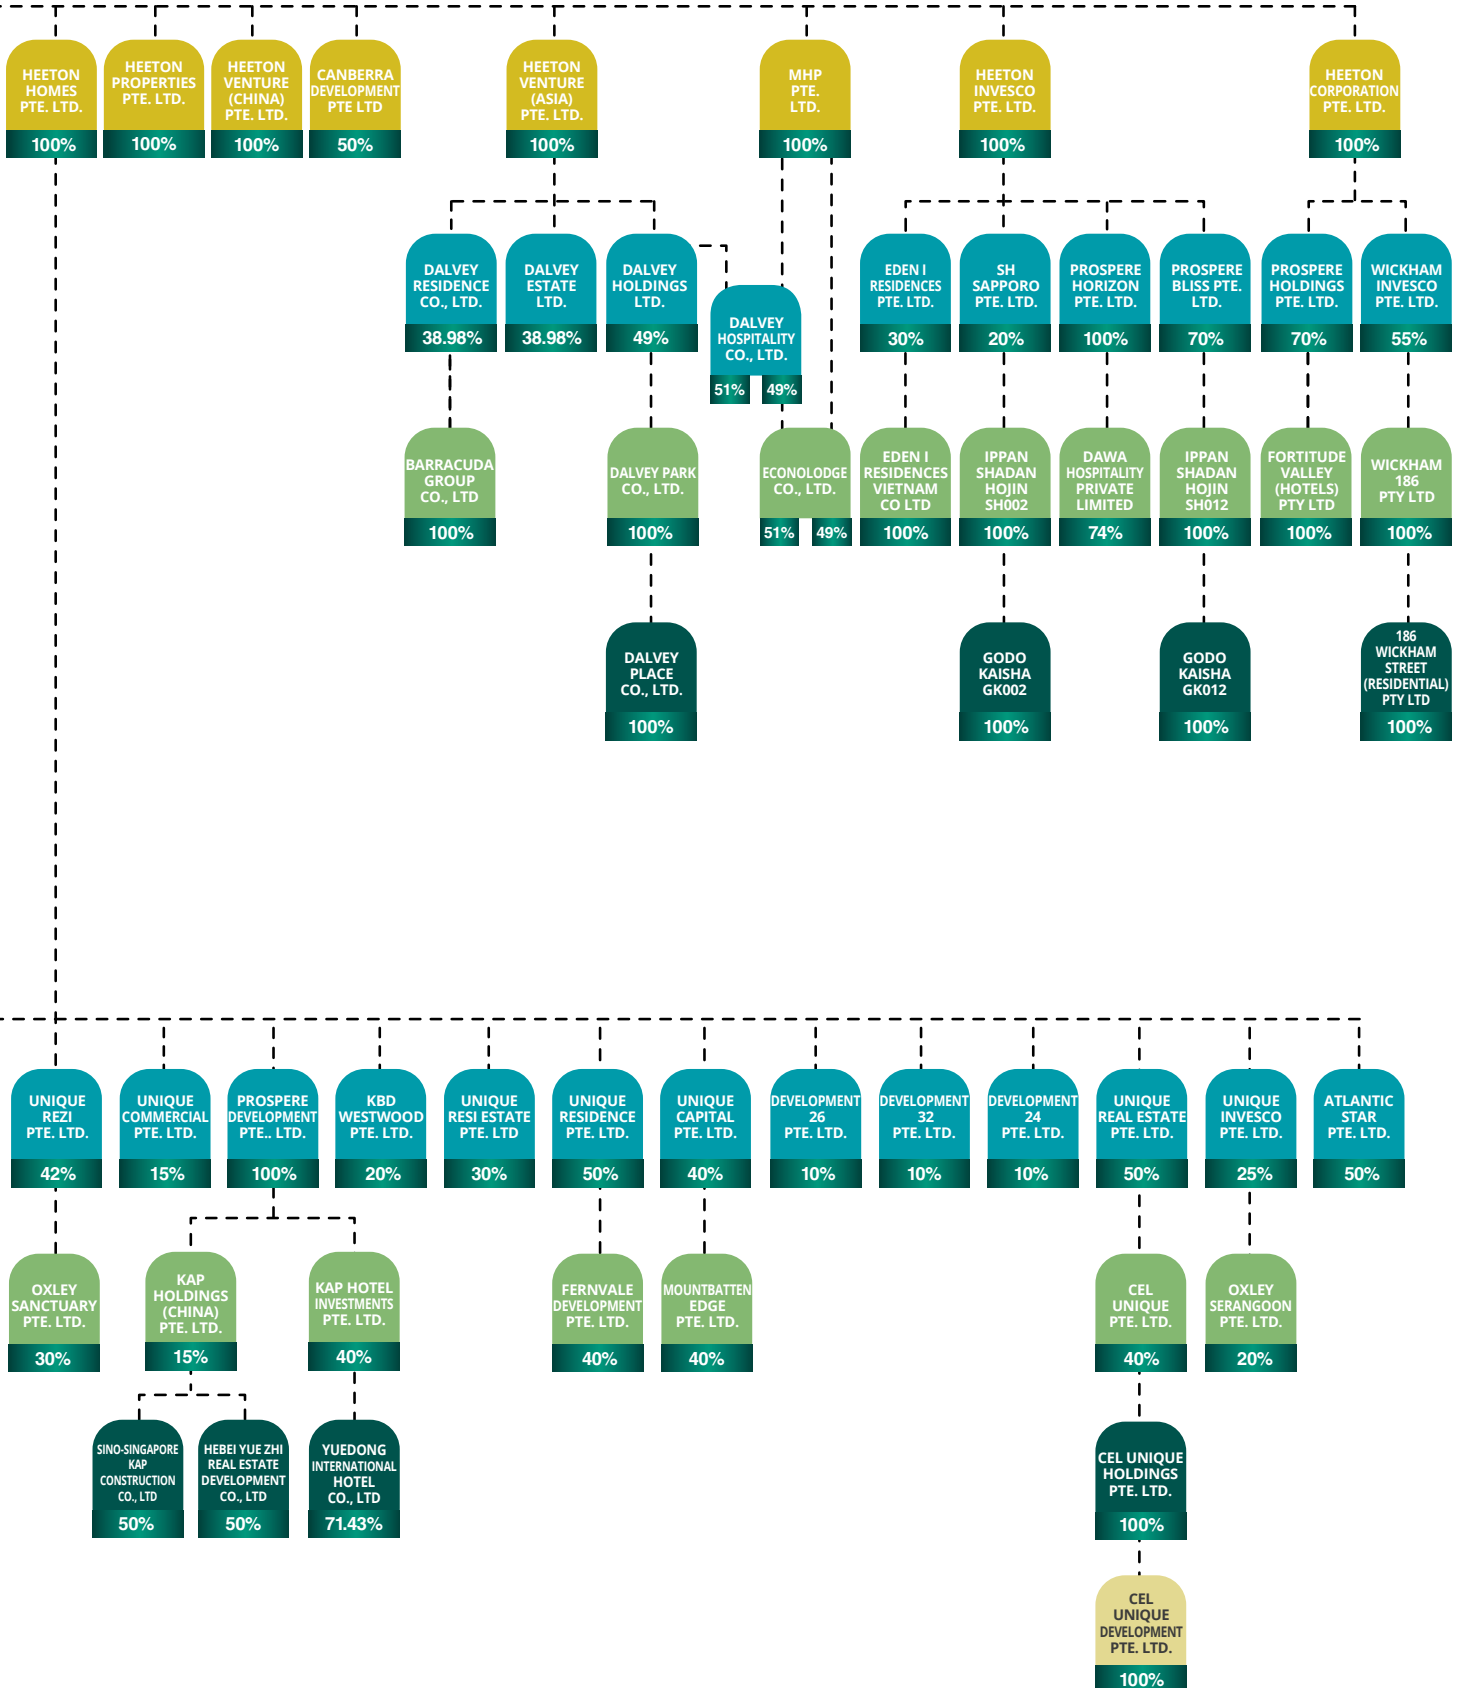 HEETON
HOMES
PTE. LTD.
100%
HEETON
PROPERTIES
PTE. LTD.
100%
HEETON
VENTURE
(CHINA)
PTE. LTD.
100%
CANBERRA
DEVELOPMENT
PTE LTD
50%
HEETON
VENTURE
(ASIA)
PTE. LTD.
100%
MHP
PTE.
LTD.
100%
HEETON
INVESCO
PTE. LTD.
100%
HEETON
CORPORATION
PTE. LTD.
100%
DALVEY
RESIDENCE
CO., LTD.
38.98%
DALVEY
ESTATE
LTD.
38.98%
DALVEY
HOLDINGS
LTD.
49%
DALVEY
HOSPITALITY
CO., LTD.
51%
49%
EDEN I
RESIDENCES
PTE. LTD.
30%
SH
SAPPORO
PTE. LTD.
20%
PROSPERE
HORIZON
PTE. LTD.
100%
PROSPERE
BLISS PTE.
LTD.
70%
PROSPERE
HOLDINGS
PTE. LTD.
70%
WICKHAM
INVESCO
PTE. LTD.
55%
BARRACUDA
GROUP
CO., LTD
100%
DALVEY PARK
CO., LTD.
100%
ECONOLODGE
CO., LTD.
51%
49%
EDEN I
RESIDENCES
VIETNAM
CO LTD
100%
IPPAN
SHADAN
HOJIN
SH002
100%
DAWA
HOSPITALITY
PRIVATE
LIMITED
74%
IPPAN
SHADAN
HOJIN
SH012
100%
FORTITUDE
VALLEY
(HOTELS)
PTY LTD
100%
WICKHAM
186
PTY LTD
100%
DALVEY
PLACE
CO., LTD.
100%
GODO
KAISHA
GK002
100%
GODO
KAISHA
GK012
100%
186
WICKHAM
STREET
(RESIDENTIAL)
PTY LTD
100%
UNIQUE
REZI
PTE. LTD.
42%
UNIQUE
COMMERCIAL
PTE. LTD.
15%
PROSPERE
DEVELOPMENT
PTE.. LTD.
100%
KBD
WESTWOOD
PTE. LTD.
20%
UNIQUE
RESI ESTATE
PTE. LTD
30%
UNIQUE
RESIDENCE
PTE. LTD.
50%
UNIQUE
CAPITAL
PTE. LTD.
40%
DEVELOPMENT
26
PTE. LTD.
10%
DEVELOPMENT
32
PTE. LTD.
10%
DEVELOPMENT
24
PTE. LTD.
10%
UNIQUE
REAL ESTATE
PTE. LTD.
50%
UNIQUE
INVESCO
PTE. LTD.
25%
ATLANTIC
STAR
PTE. LTD.
50%
OXLEY
SANCTUARY
PTE. LTD.
30%
KAP
HOLDINGS
(CHINA)
PTE. LTD.
15%
KAP HOTEL
INVESTMENTS
PTE. LTD.
40%
FERNVALE
DEVELOPMENT
PTE. LTD.
40%
MOUNTBATTEN
EDGE
PTE. LTD.
40%
CEL
UNIQUE
PTE. LTD.
40%
OXLEY
SERANGOON
PTE. LTD.
20%
SINO-SINGAPORE
KAP
CONSTRUCTION
CO., LTD
50%
HEBEI YUE ZHI
REAL ESTATE
DEVELOPMENT
CO., LTD
50%
YUEDONG
INTERNATIONAL
HOTEL
CO., LTD
71.43%
CEL UNIQUE
HOLDINGS
PTE. LTD.
100%
CEL
UNIQUE
DEVELOPMENT
PTE. LTD.
100%